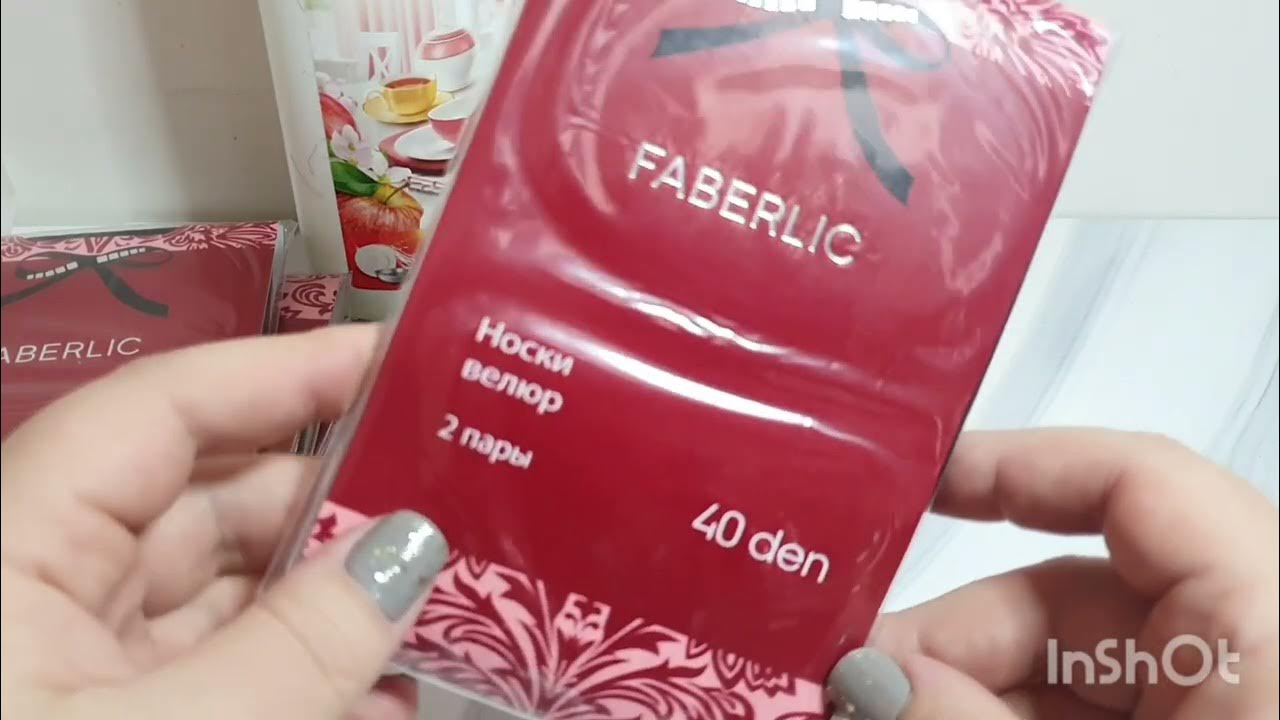 FABERLIC
Носки
велюр
2 пары
40 den
ABERLIC
InShOt